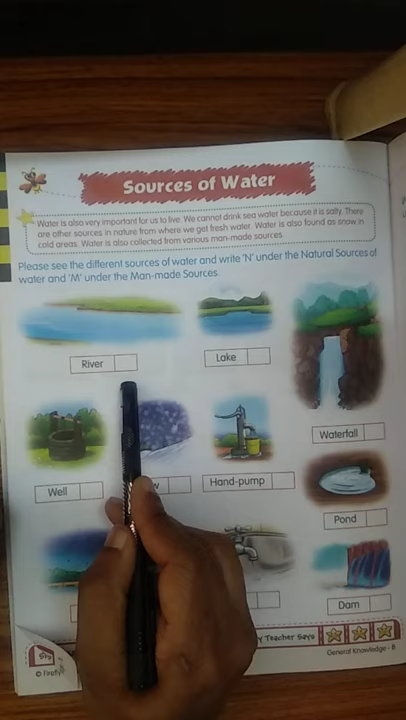 Sources of Water
Water is also very important for us to live. We cannot drink sea water because it is salty. There
are other sources in nature from where we get fresh water. Water is also found as snow in
cold areas. Water is also collected from various man-made sources.
Please see the different sources of water and write 'N' under the Natural Sources of
water and 'M' under the Man-made Sources.
River
Lake
Waterfall
Well
Hand-pump
Pond
Dam
Teacher Says
General Knowledge - B
© Firefly